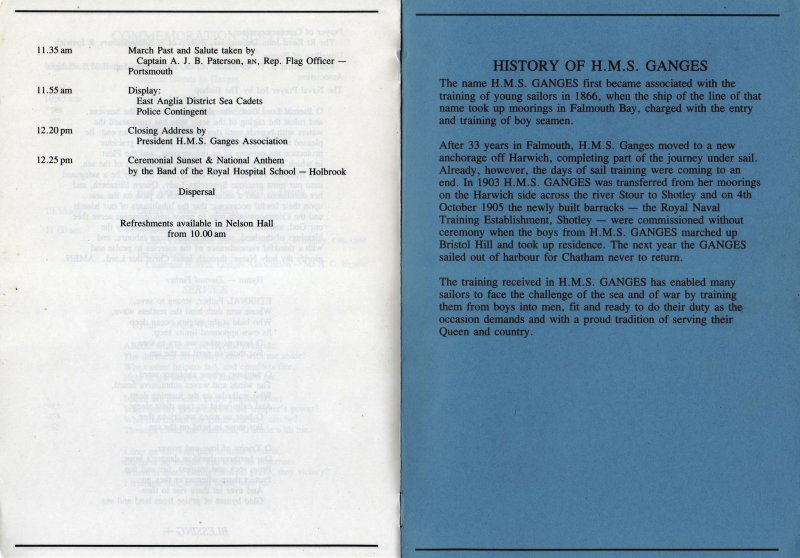 11.35 am March Past and Salute taken by
Captain A. J. B. Paterson, RN, Rep. Flag Officer —
Portsmouth
11.55 am Display:
East Anglia District Sea Cadets
Police Contingent
12.20 pm Closing Address by
President H.M.S. Ganges Association
12.25 pm Ceremonial Sunset & National Anthem
by the Band of the Royal Hospital School — Holbrook
Dispersal
Refreshments available in Nelson Hall
from 10.00 am
HISTORY OF H.M.S. GANGES
The name H.M.S. GANGES first became associated with the
training of young sailors in 1866, when the ship of the line of that
name took up moorings in Falmouth Bay, charged with the entry
and training of boy seamen.
After 33 years in Falmouth, H.M.S. Ganges moved to a new
anchorage off Harwich, completing part of the journey under sail.
Already, however, the days of sail training were coming to an
end. In 1903 H.M.S. GANGES was transferred from her moorings
on the Harwich side across the river Stour to Shotley and on 4th
October 1905 the newly built barracks — the Royal Naval
Training Establishment, Shotley — were commissioned without
ceremony when the boys from H.M.S. GANGES marched up
Bristol Hill and took up residence. The next year the GANGES
sailed out of harbour for Chatham never to return.
The training received in H.M.S. GANGES has enabled many
sailors to face the challenge of the sea and of war by training
them from boys into men, fit and ready to do their duty as the
occasion demands and with a proud tradition of serving their
Queen and country.